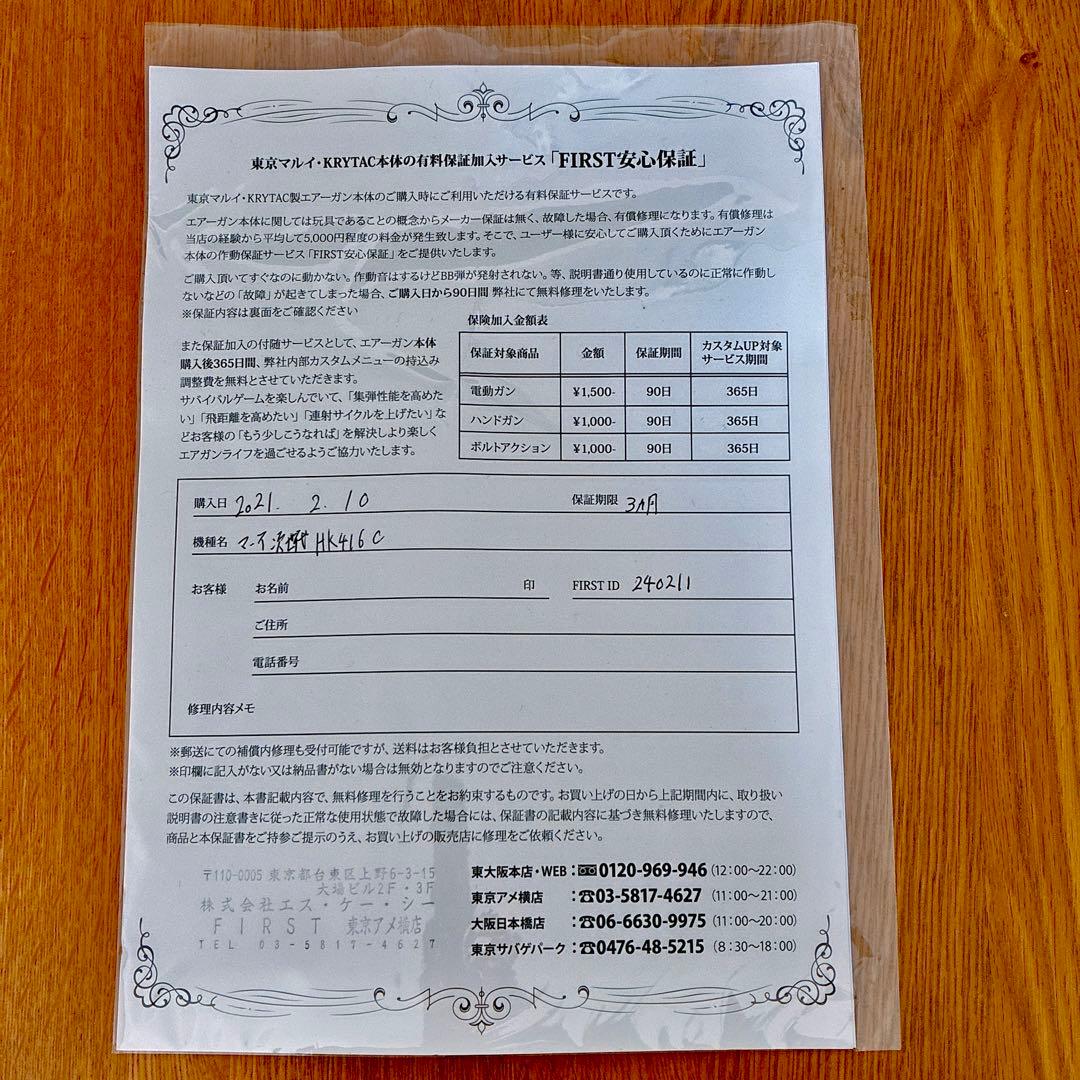 東京マルイ・KRYTAC本体の有料保証加入サービス「FIRST安心保証」
東京マルイ・KRYTAC製エアーガン本体のご購入時にご利用いただける有料保証サービスです。
エアーガン本体に関しては玩具であることの概念からメーカー保証は無く、故障した場合、有償修理になります。有償修理は
当店の経験から平均して5,000円程度の料金が発生致します。そこで、ユーザー様に安心してご購入頂くためにエアーガン
本体の作動保証サービス「FIRST安心保証」をご提供いたします。
ご購入頂いてすぐなのに動かない。作動音はするけどBB弾が発射されない。等、説明書通り使用しているのに正常に作動し
ないなどの「故障」が起きてしまった場合、ご購入日から90日間 弊社にて無料修理をいたします。
※保証内容は裏面をご確認ください
また保証加入の付随サービスとして、エアーガン本体
購入後365日間、弊社内部カスタムメニューの持込み
調整費を無料とさせていただきます。
サバイバルゲームを楽しんでいて、「集弾性能を高めた
い」「飛距離を高めたい」「連射サイクルを上げたい」な
どお客様の「もう少しこうなれば」を解決しより楽しく
エアガンライフを過ごせるようご協力いたします。
保険加入金額表
保証対象商品 金額 保証期間 カスタムUP対象
サービス期間
電動ガン ¥1,500- 90日 365日
ハンドガン ¥1,000- 90日 365日
ボルトアクション ¥1,000- 90日 365日
購入日 2021. 2. 10 保証期限 3ヵ月
機種名 マルイ次世代 HK416C
お客様 お名前 印 FIRST ID 240211
ご住所
電話番号
修理内容メモ
※郵送にての補償内修理も受付可能ですが、送料はお客様負担とさせていただきます。
※印欄に記入がない又は納品書がない場合は無効となりますのでご注意ください。
この保証書は、本書記載内容で、無料修理を行うことをお約束するものです。お買い上げの日から上記期間内に、取り扱い
説明書の注意書きに従った正常な使用状態で故障した場合には、保証書の記載内容に基づき無料修理いたしますので、
商品と本保証書をご持参ご提示のうえ、お買い上げの販売店に修理をご依頼ください。
〒110-0005 東京都台東区上野6-3-15
大場ビル2F・3F
株式会社エス・ケー・シー
FIRST 東京アメ横店
TEL 03-5817-4627
東大阪本店・WEB：0120-969-946 (12：00〜22：00)
東京アメ横店：☎03-5817-4627 (11：00〜21：00)
大阪日本橋店：☎06-6630-9975 (11：00〜20：00)
東京サバゲパーク：☎0476-48-5215 (8：30〜18：00)